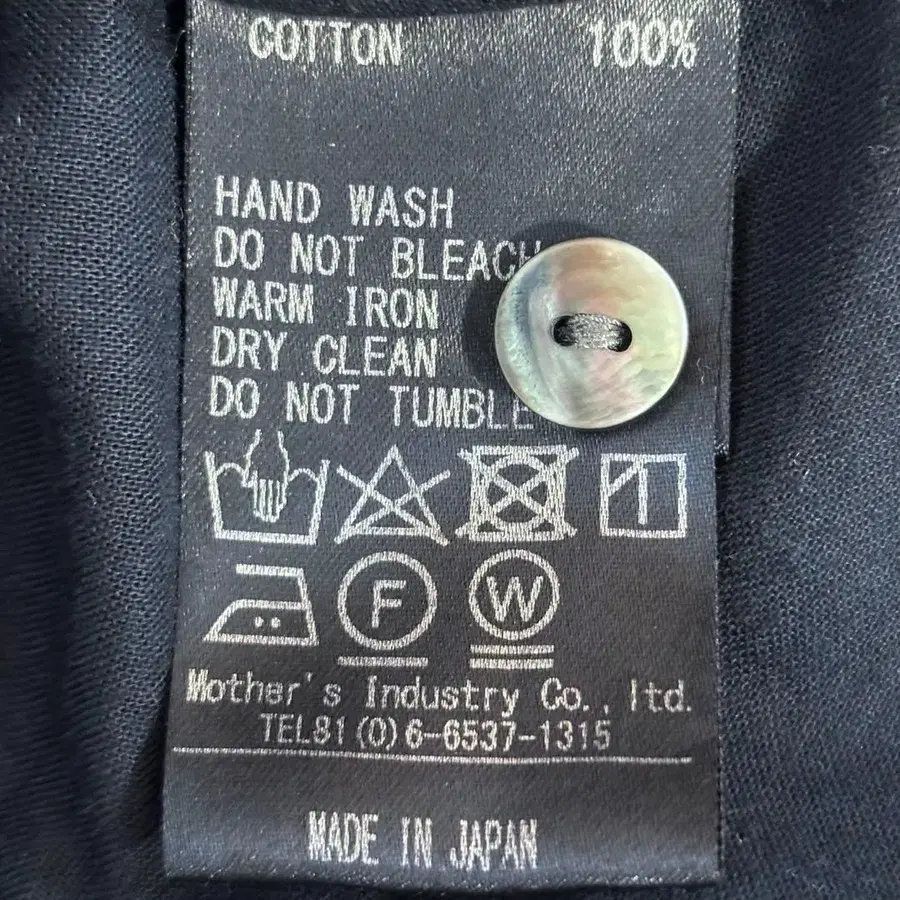 COTTON 100%
HAND WASH
DO NOT BLEACH
WARM IRON
DRY CLEAN
DO NOT TUMBLE
F W
Mother's Industry Co., ltd.
TEL81(0)6-6537-1315
MADE IN JAPAN